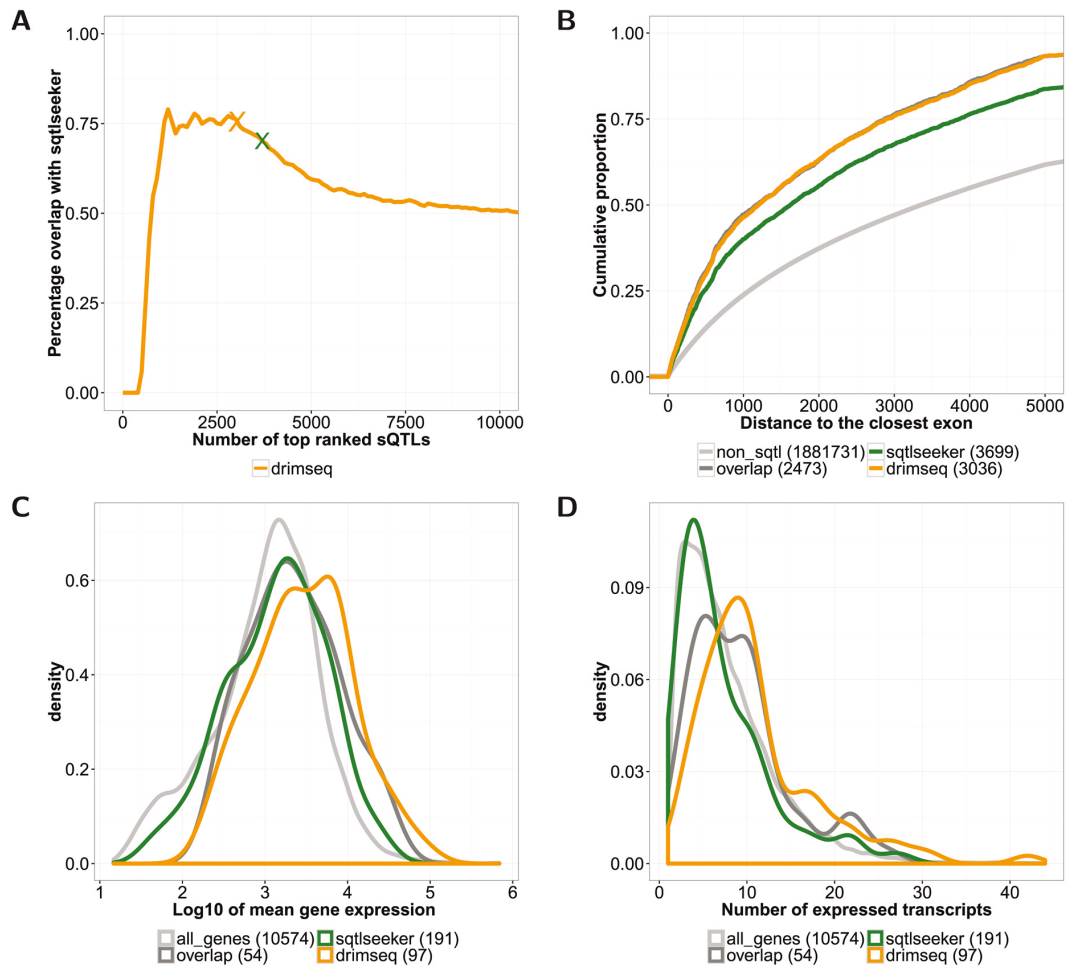 A
1.00
0.75
0.50
0.25
0.00
Percentage overlap with sqtlseeker
0 2500 5000 7500 10000
Number of top ranked sQTLs
drimseq
B
1.00
0.75
0.50
0.25
0.00
Cumulative proportion
0 1000 2000 3000 4000 5000
Distance to the closest exon
non_sqtl (1881731) sqtlseeker (3699)
overlap (2473) drimseq (3036)
C
0.6
0.4
0.2
0.0
density
1 2 3 4 5 6
Log10 of mean gene expression
all_genes (10574) sqtlseeker (191)
overlap (54) drimseq (97)
D
0.09
0.06
0.03
0.00
density
0 10 20 30 40
Number of expressed transcripts
all_genes (10574) sqtlseeker (191)
overlap (54) drimseq (97)